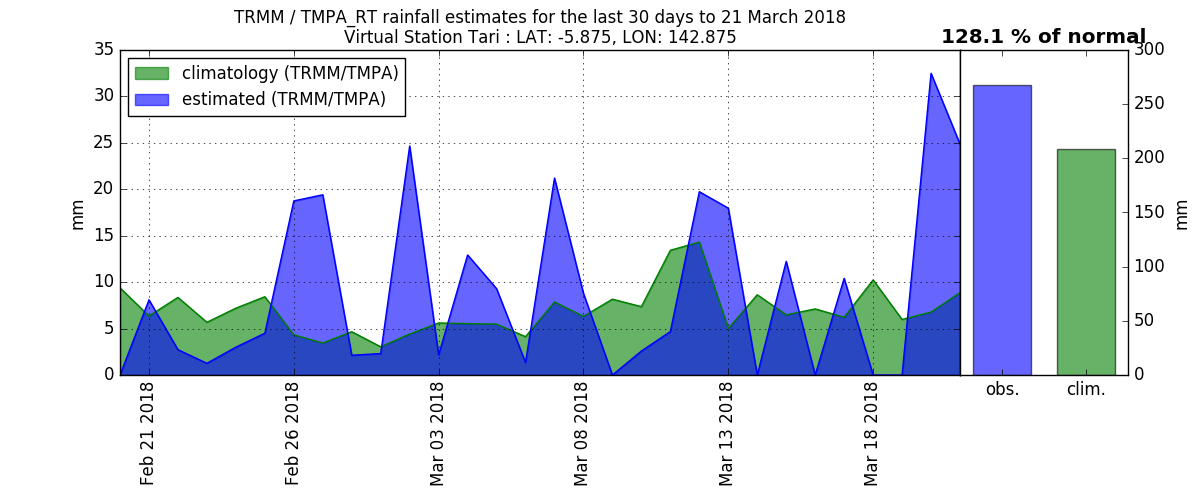 TRMM / TMPA_RT rainfall estimates for the last 30 days to 21 March 2018
Virtual Station Tari : LAT: -5.875, LON: 142.875
128.1 % of normal
climatology (TRMM/TMPA)
estimated (TRMM/TMPA)
35
30
25
20
15
10
5
0
mm
Feb 21 2018
Feb 26 2018
Mar 03 2018
Mar 08 2018
Mar 13 2018
Mar 18 2018
300
250
200
150
100
50
0
mm
obs.
clim.